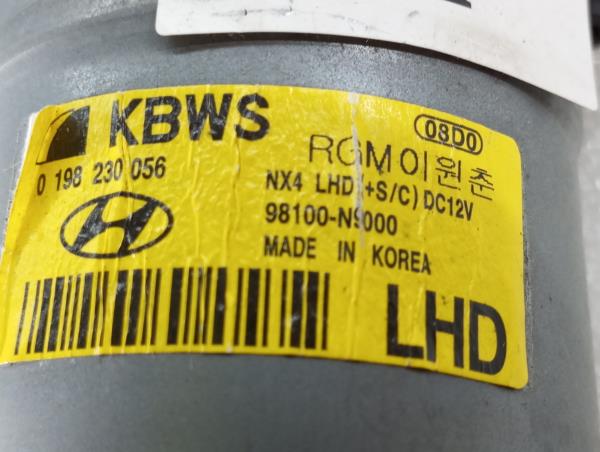 KBWS
03D0
0 198 230 056
RGM이원춘
NX4 LHD (+S/C) DC12V
98100-N9000
MADE IN KOREA
LHD